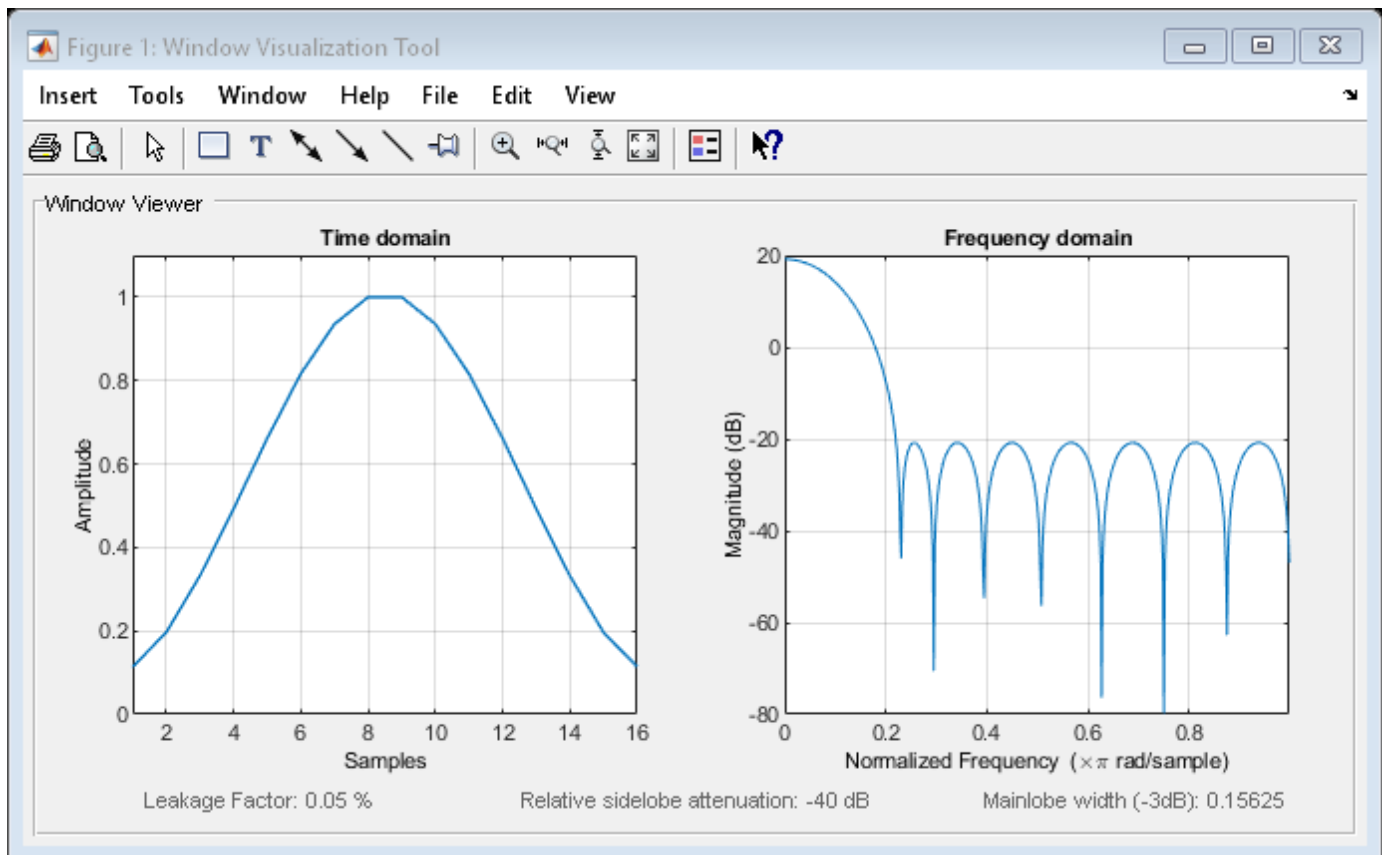 Figure 1: Window Visualization Tool
Insert Tools Window Help File Edit View
T
?
Window Viewer
Time domain
1
0.8
0.6
0.4
0.2
0
Amplitude
2 4 6 8 10 12 14 16
Samples
Frequency domain
20
0
-20
-40
-60
-80
Magnitude (dB)
0 0.2 0.4 0.6 0.8
Normalized Frequency (×π rad/sample)
Leakage Factor: 0.05 % Relative sidelobe attenuation: -40 dB Mainlobe width (-3dB): 0.15625